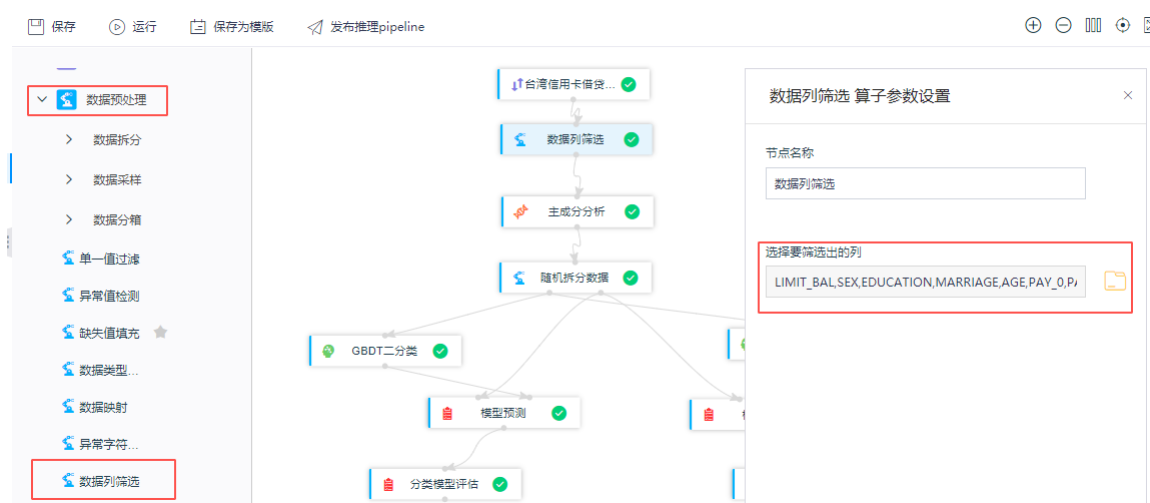 保存
运行
保存为模版
发布推理pipeline
数据预处理
数据拆分
数据采样
数据分箱
单一值过滤
异常值检测
缺失值填充
数据类型...
数据映射
异常字符...
数据列筛选
台湾信用卡借贷...
数据列筛选
主成分分析
随机拆分数据
GBDT二分类
模型预测
分类模型评估
数据列筛选 算子参数设置
节点名称
数据列筛选
选择要筛选出的列
LIMIT_BAL,SEX,EDUCATION,MARRIAGE,AGE,PAY_0,P